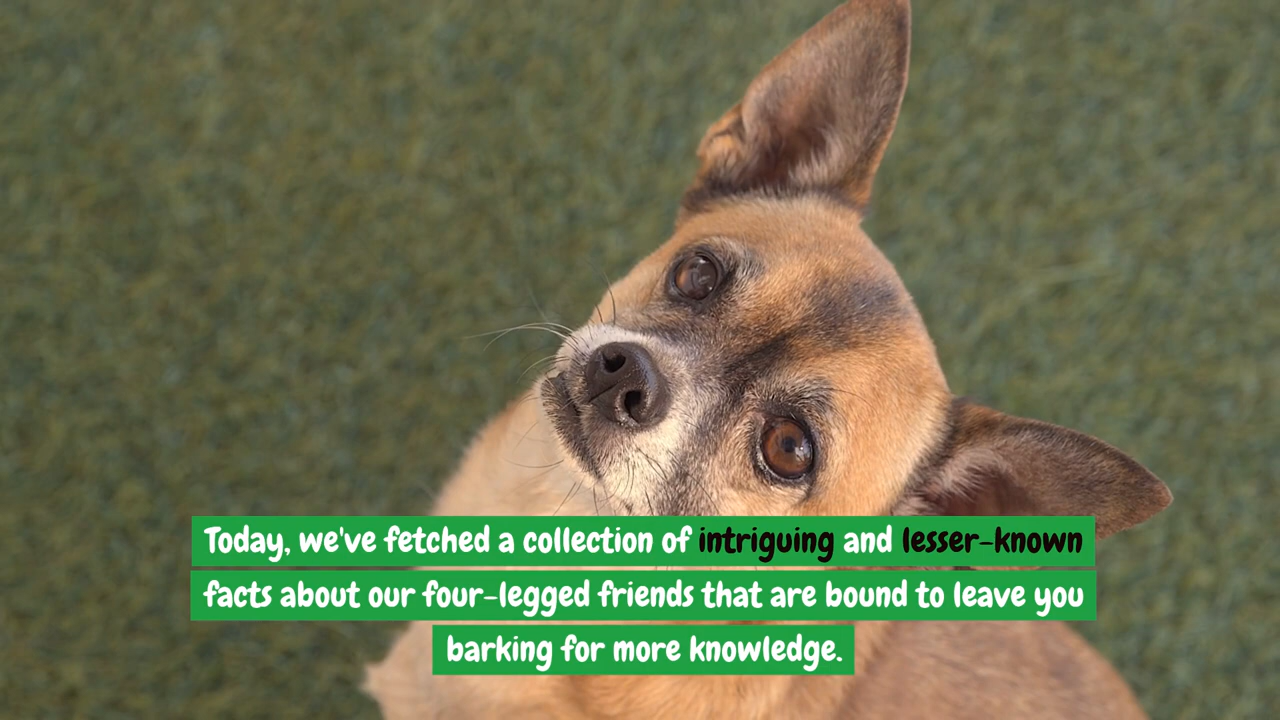 Today, we've fetched a collection of intriguing and lesser-known
facts about our four-legged friends that are bound to leave you
barking for more knowledge.